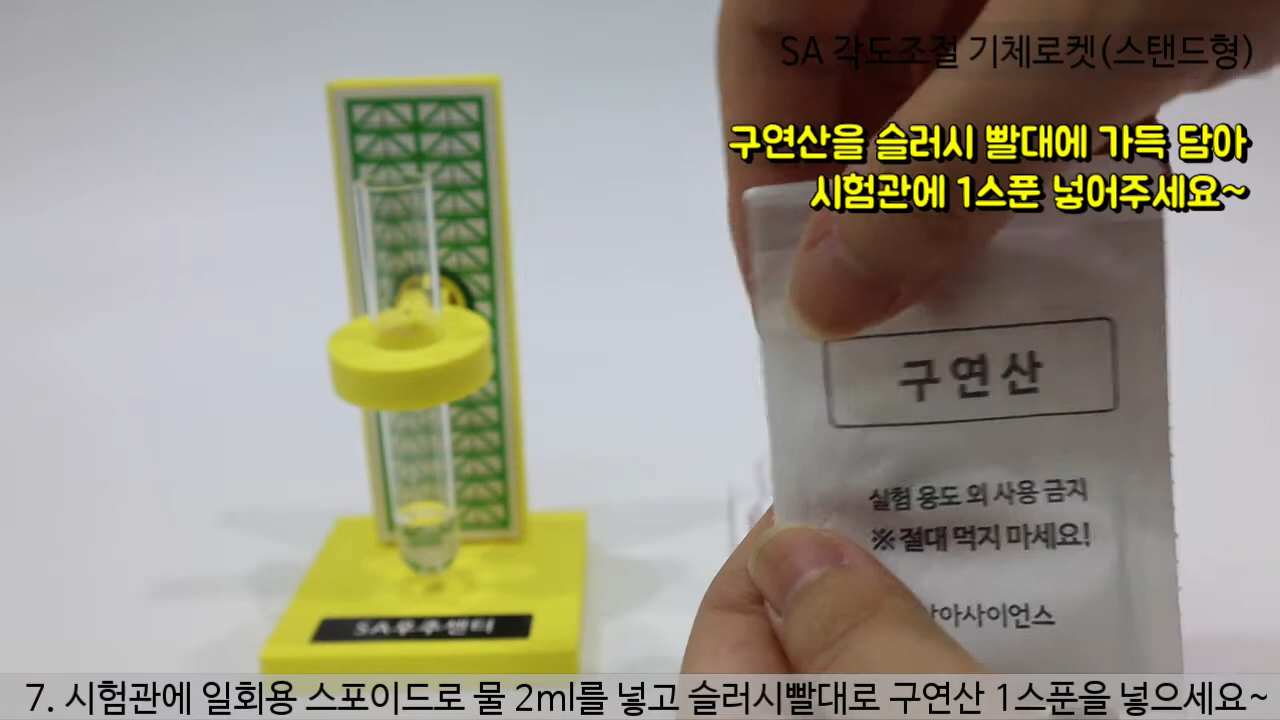 SA 각도조절 기체로켓(스탠드형)
구연산을 슬러시 빨대에 가득 담아
시험관에 1스푼 넣어주세요~
구연산
실험 용도 외 사용 금지
※ 절대 먹지 마세요!
아사이언스
SA우주센터
7. 시험관에 일회용 스포이드로 물 2ml를 넣고 슬러시빨대로 구연산 1스푼을 넣으세요~